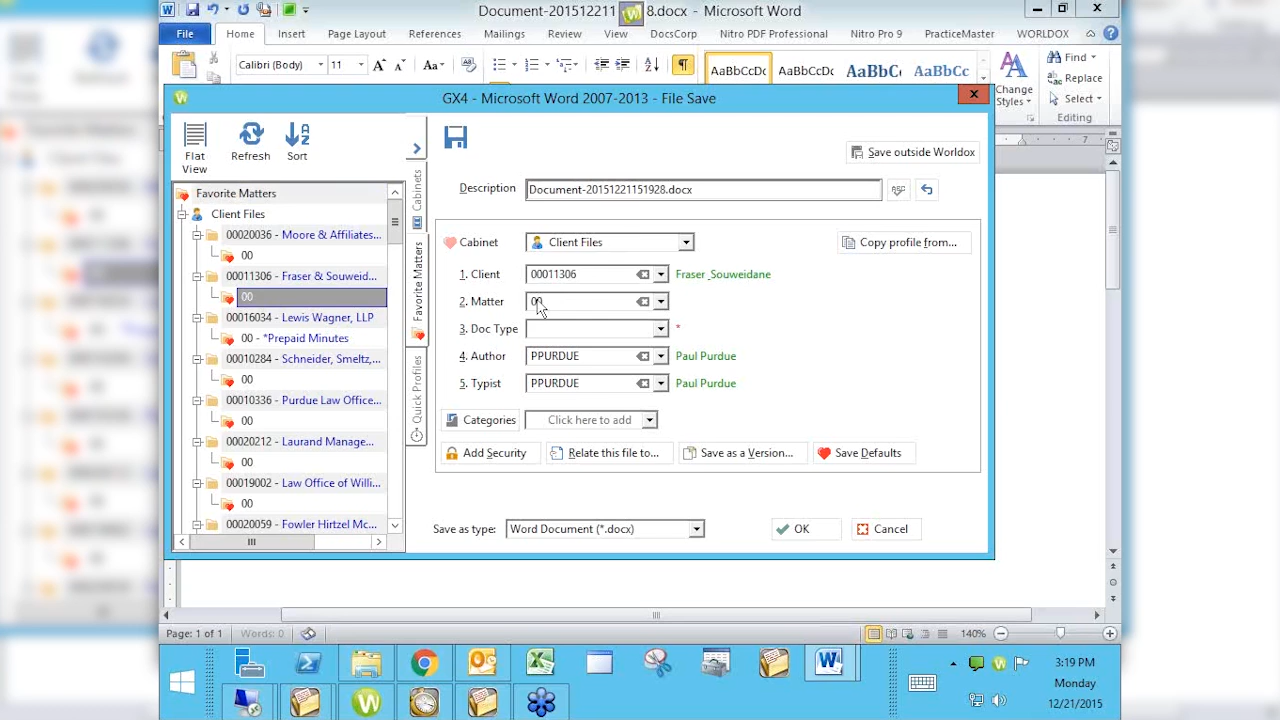 Document-201512211 8.docx - Microsoft Word
File Home Insert Page Layout References Mailings Review View DocsCorp Nitro PDF Professional Nitro Pro 9 PracticeMaster WORLDOX
Calibri (Body) 11 Aa
AaBbCcDc AaBbCcDc AaBbCc AaBbCc
Change Styles
Find
Replace
Select
Editing
GX4 - Microsoft Word 2007-2013 - File Save
Flat View
Refresh
Sort
Save outside Worldox
Description Document-20151221151928.docx
Favorite Matters
Client Files
00020036 - Moore & Affiliates...
00
00011306 - Fraser & Souweid...
00
00016034 - Lewis Wagner, LLP
00 - *Prepaid Minutes
00010284 - Schneider, Smeltz,...
00
00010336 - Purdue Law Office...
00
00020212 - Laurand Manage...
00
00019002 - Law Office of Willi...
00
00020059 - Fowler Hirtzel Mc...
Cabinets
Favorite Matters
Quick Profiles
Cabinet Client Files
Copy profile from...
1. Client 00011306 Fraser _Souweidane
2. Matter 00
3. Doc Type *
4. Author PPURDUE Paul Purdue
5. Typist PPURDUE Paul Purdue
Categories Click here to add
Add Security
Relate this file to...
Save as a Version...
Save Defaults
Save as type: Word Document (*.docx)
OK
Cancel
Page: 1 of 1 Words: 0
140%
3:19 PM
Monday
12/21/2015